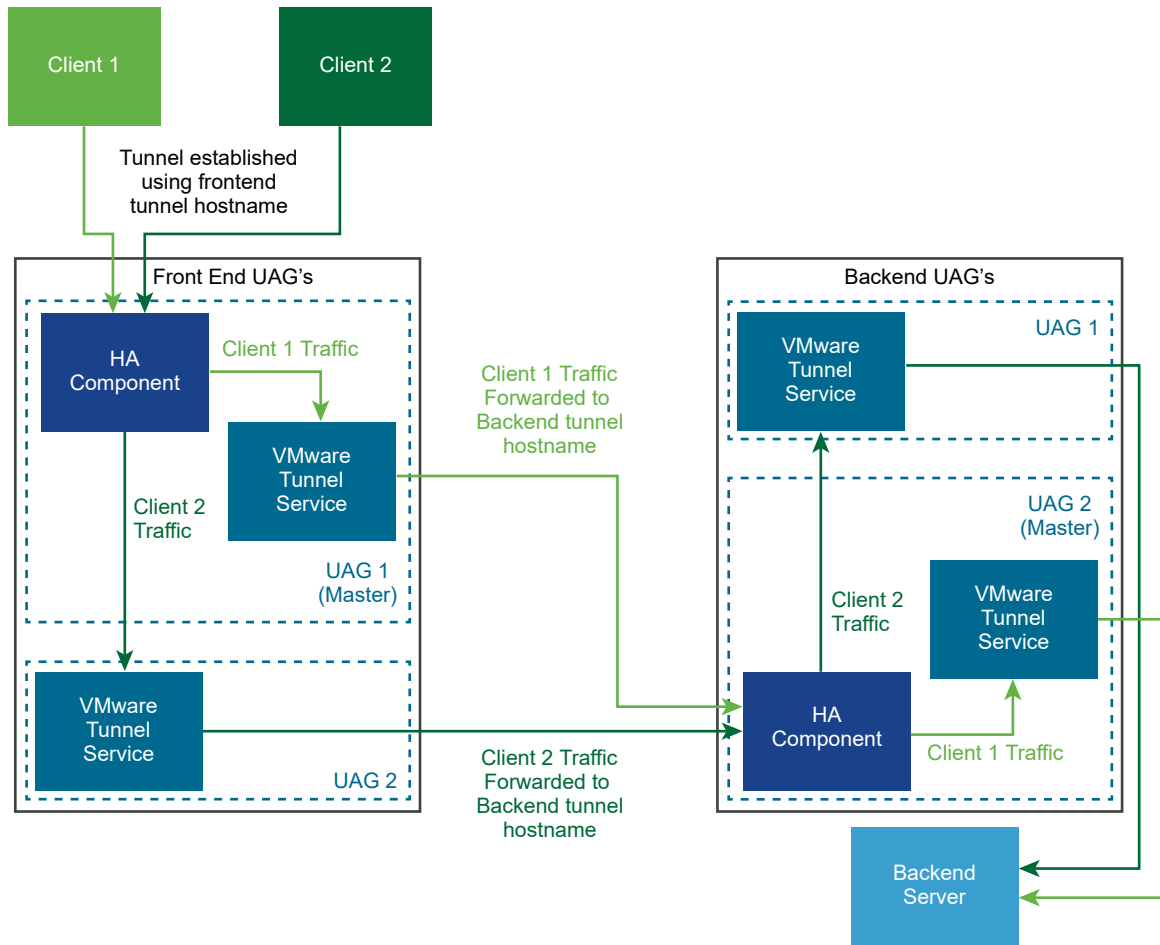 Client 1
Client 2
Tunnel established
using frontend
tunnel hostname
Front End UAG's
HA
Component
Client 1 Traffic
VMware
Tunnel
Service
Client 2
Traffic
UAG 1
(Master)
VMware
Tunnel
Service
UAG 2
Client 1 Traffic
Forwarded to
Backend tunnel
hostname
Client 2 Traffic
Forwarded to
Backend tunnel
hostname
Backend UAG's
VMware
Tunnel
Service
UAG 1
UAG 2
(Master)
Client 2
Traffic
VMware
Tunnel
Service
HA
Component
Client 1 Traffic
Backend
Server